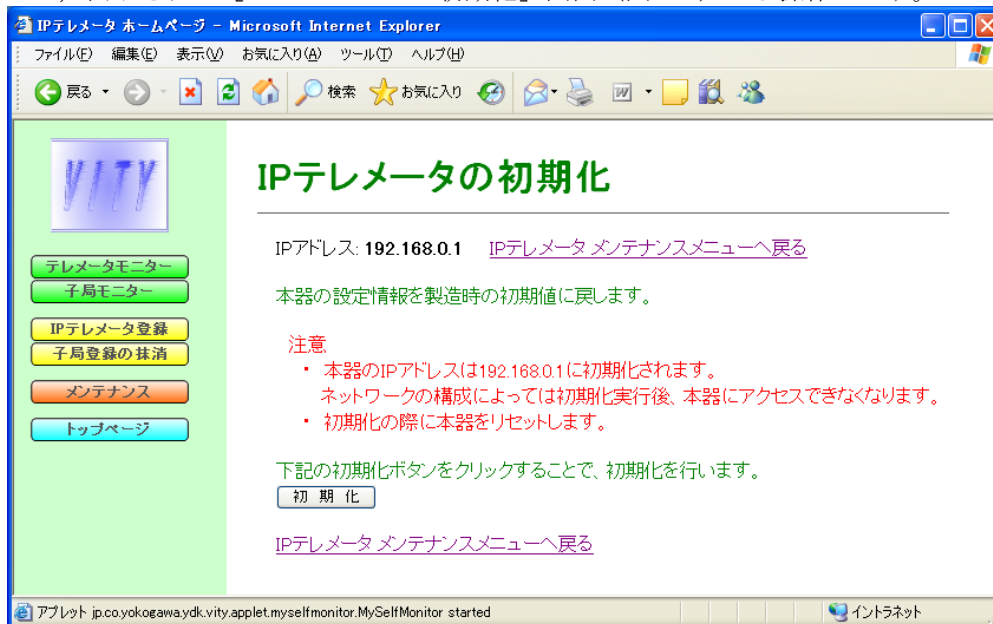 IPテレメータ ホームページ - Microsoft Internet Explorer
ファイル(F) 編集(E) 表示(V) お気に入り(A) ツール(T) ヘルプ(H)
戻る 検索 お気に入り
VITY
テレメータモニター
子局モニター
IPテレメータ登録
子局登録の抹消
メンテナンス
トップページ
IPテレメータの初期化
IPアドレス: 192.168.0.1 IPテレメータ メンテナンスメニューへ戻る
本器の設定情報を製造時の初期値に戻します。
注意
・ 本器のIPアドレスは192.168.0.1に初期化されます。
ネットワークの構成によっては初期化実行後、本器にアクセスできなくなります。
・ 初期化の際に本器をリセットします。
下記の初期化ボタンをクリックすることで、初期化を行います。
初 期 化
IPテレメータ メンテナンスメニューへ戻る
アプレット jp.co.yokogawa.ydk.vity.applet.myselfmonitor.MySelfMonitor started イントラネット